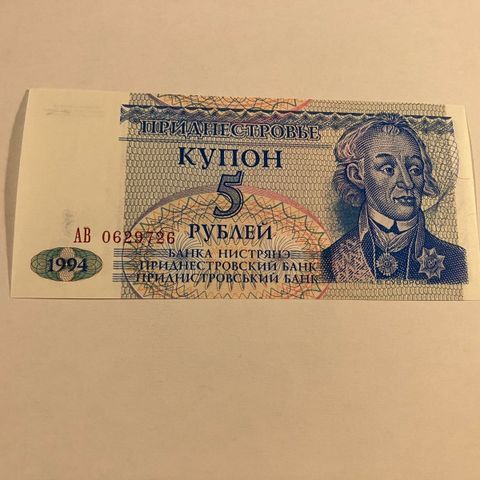 ПРИДНЕСТРОВЬЕ
КУПОН
5
РУБЛЕЙ
АВ 0629726
БАНКА НИСТРЯНЭ
ПРИДНЕСТРОВСКИЙ БАНК
ПРИДНІСТРОВСЬКИЙ БАНК
1994